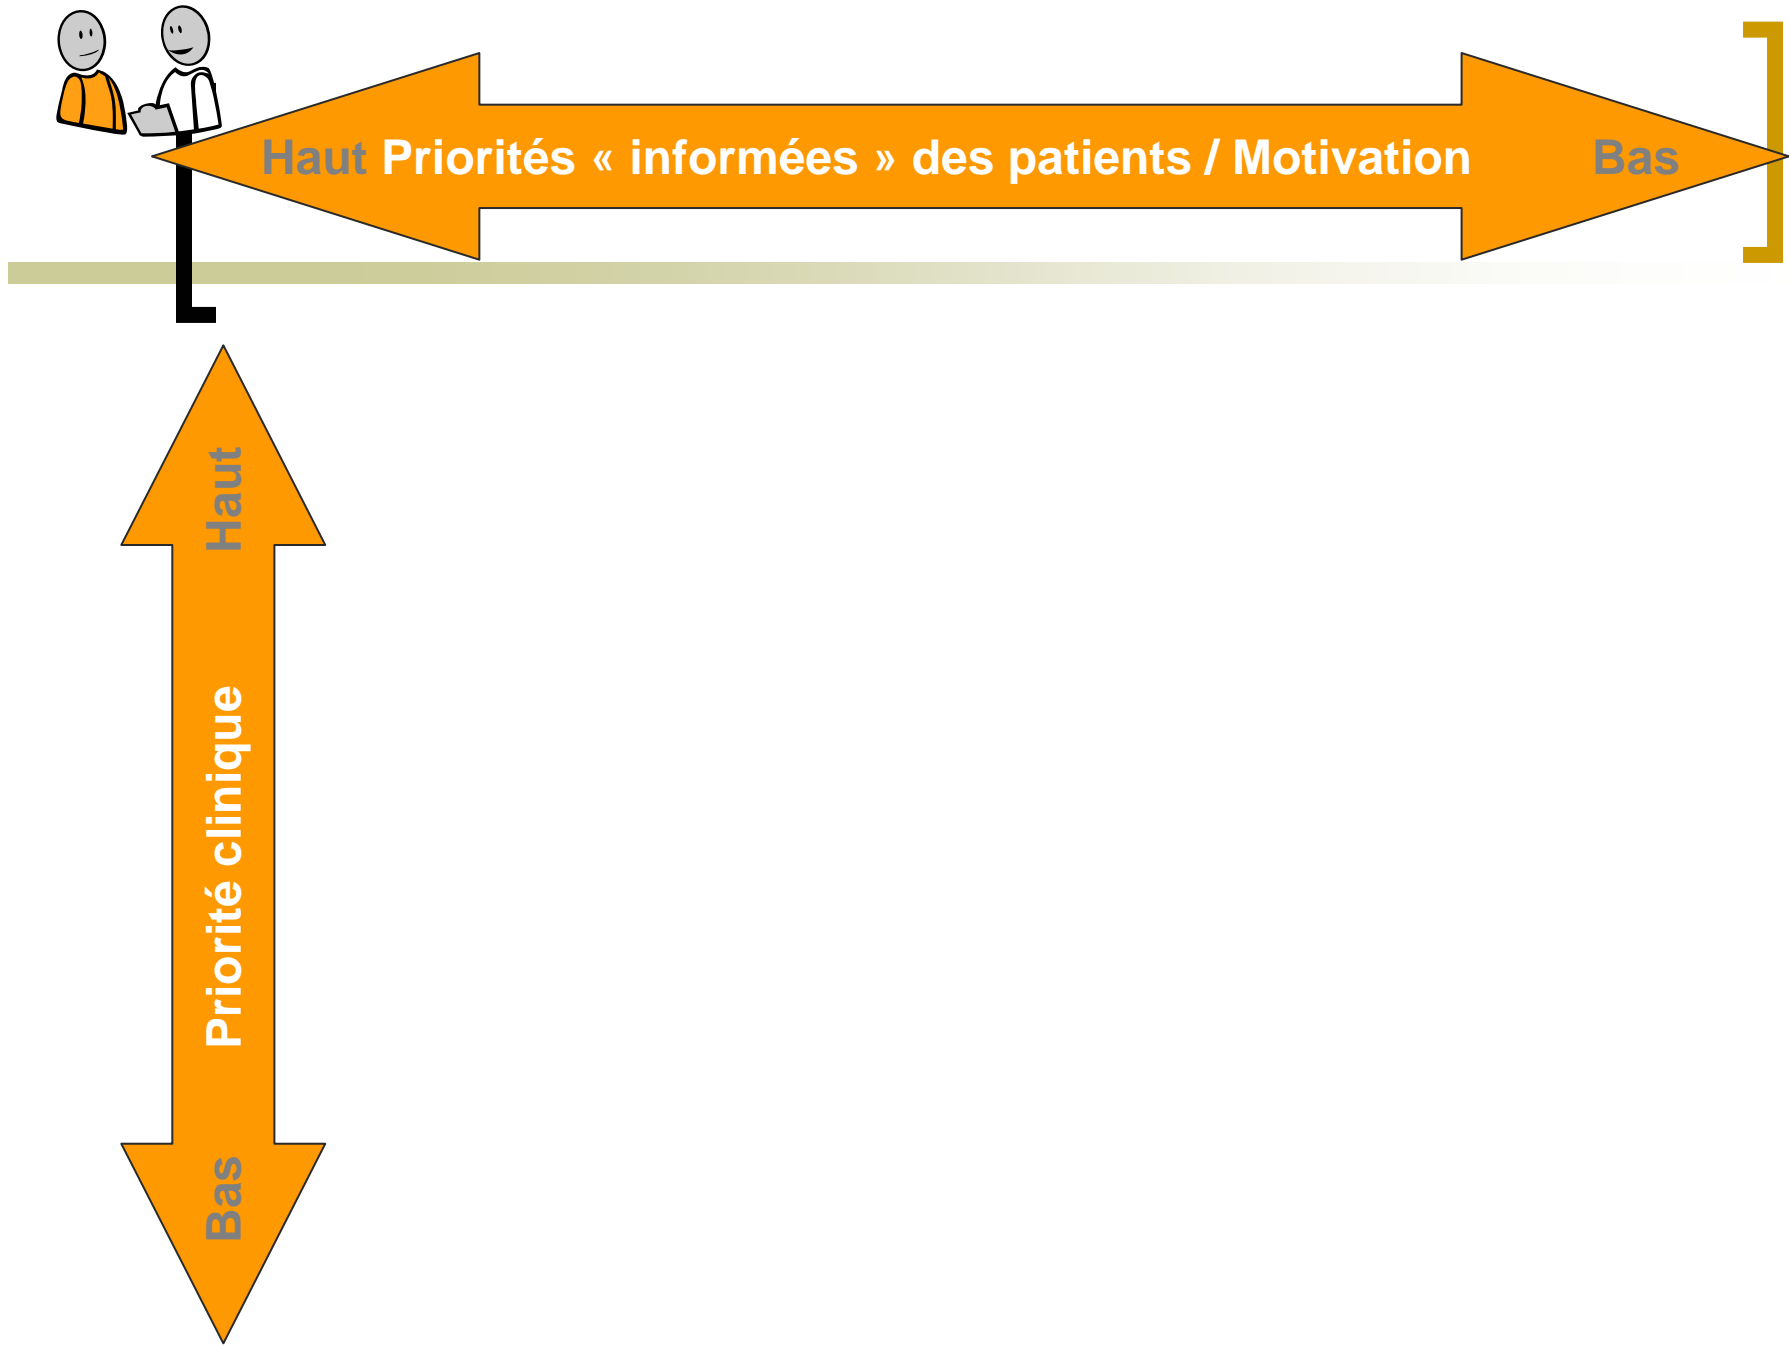 Haut Priorités « informées » des patients / Motivation Bas
Haut
Priorité clinique
Bas